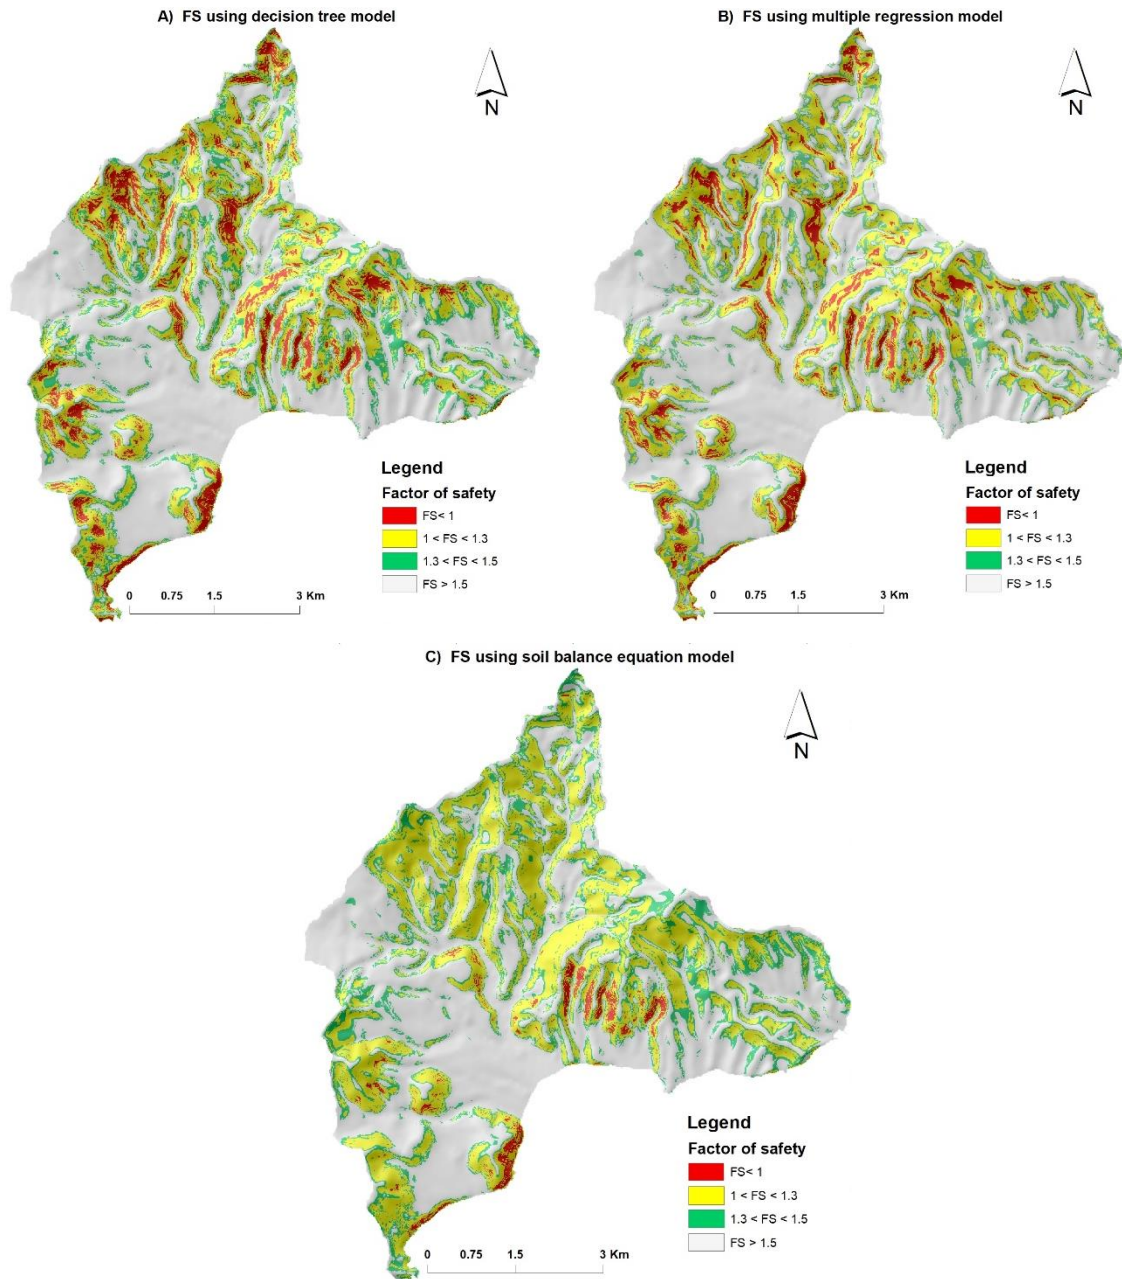 A) FS using decision tree model
B) FS using multiple regression model
N
N
Legend
Factor of safety
FS< 1
1 < FS < 1.3
1.3 < FS < 1.5
FS > 1.5
0 0.75 1.5 3 Km
Legend
Factor of safety
FS< 1
1 < FS < 1.3
1.3 < FS < 1.5
FS > 1.5
0 0.75 1.5 3 Km
C) FS using soil balance equation model
N
Legend
Factor of safety
FS< 1
1 < FS < 1.3
1.3 < FS < 1.5
FS > 1.5
0 0.75 1.5 3 Km